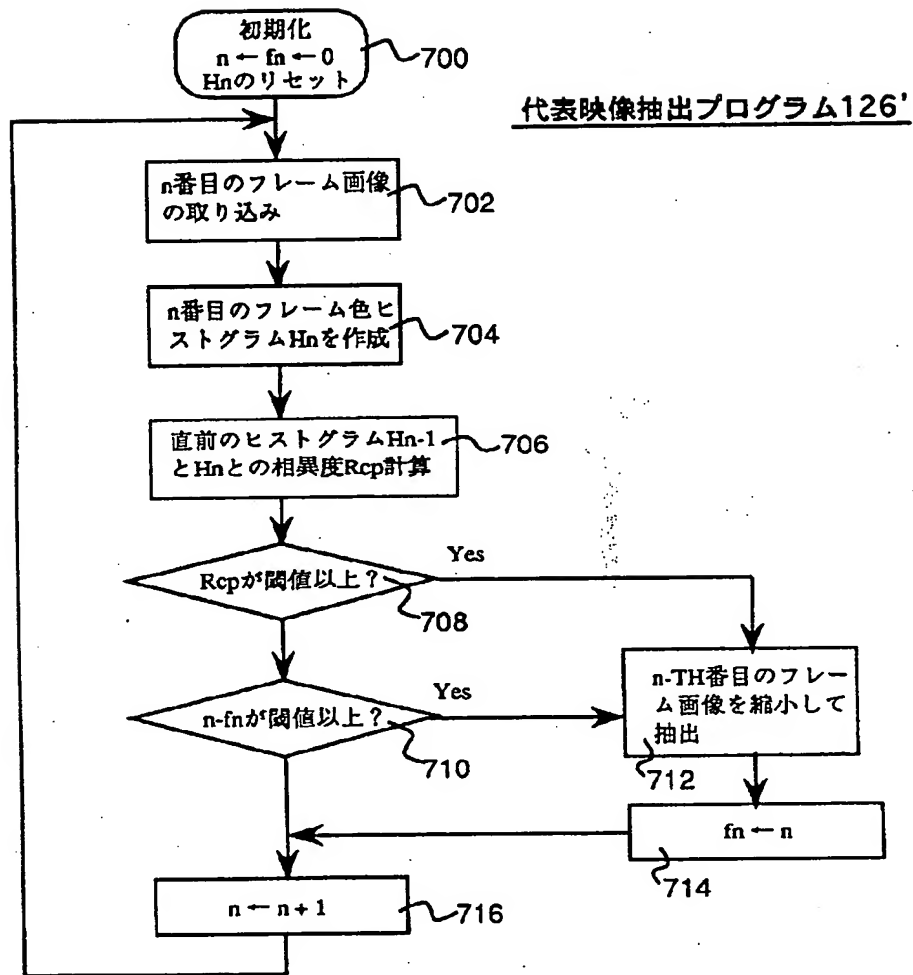 初期化
n ← fn ← 0
Hnのリセット
700
代表映像抽出プログラム126'
n番目のフレーム画像
の取り込み
702
n番目のフレーム色ヒ
ストグラムHnを作成
704
直前のヒストグラムHn-1
とHnとの相異度Rcp計算
706
Rcpが閾値以上？
Yes
708
n-fnが閾値以上？
Yes
710
n-TH番目のフレー
ム画像を縮小して
抽出
712
fn ← n
714
n ← n + 1
716